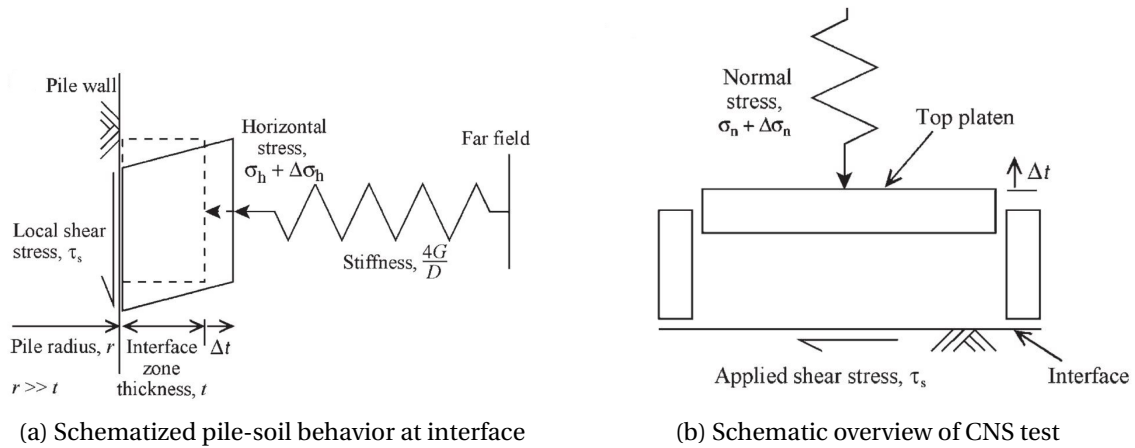 Pile wall
Horizontal
stress,
σh + Δσh
Far field
Local shear
stress, τs
Stiffness, 4G/D
Pile radius, r
Interface
zone
thickness, t
Δt
r >> t
(a) Schematized pile-soil behavior at interface
Normal
stress,
σn + Δσn
Top platen
Δt
Applied shear stress, τs
Interface
(b) Schematic overview of CNS test